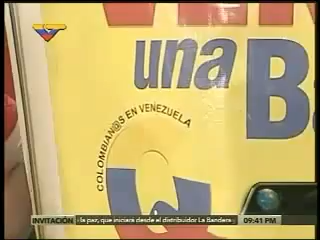 una
B
COLOMBIAN@S EN VENEZUELA
INVITACIÓN
la paz, que iniciará desde el distribuidor La Bandera
09:41 PM